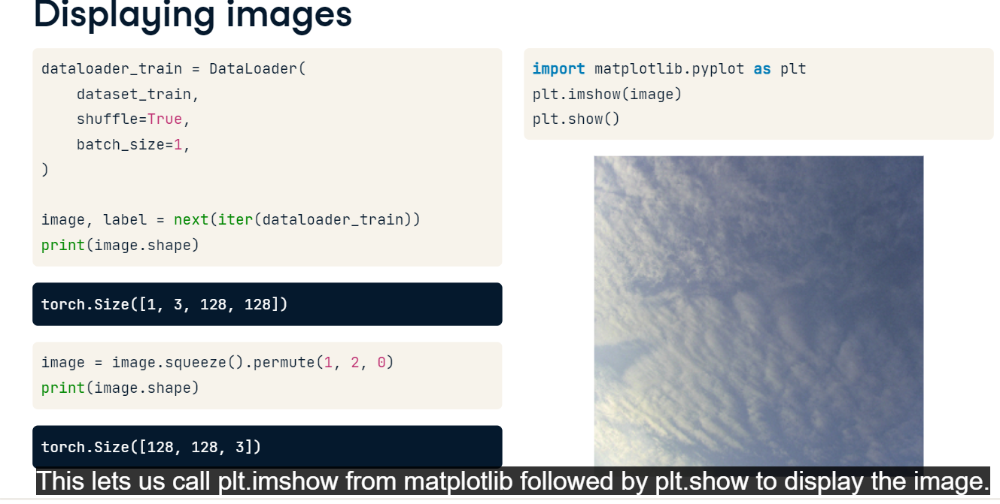 Displaying images
dataloader_train = DataLoader(
    dataset_train,
    shuffle=True,
    batch_size=1,
)
image, label = next(iter(dataloader_train))
print(image.shape)
torch.Size([1, 3, 128, 128])
image = image.squeeze().permute(1, 2, 0)
print(image.shape)
torch.Size([128, 128, 3])
import matplotlib.pyplot as plt
plt.imshow(image)
plt.show()
This lets us call plt.imshow from matplotlib followed by plt.show to display the image.